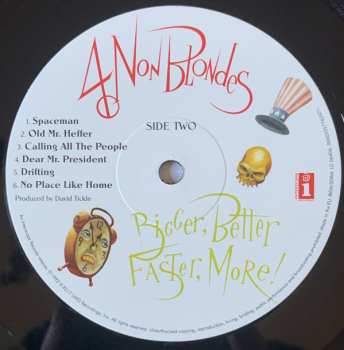 4 Non Blondes
SIDE TWO
1. Spaceman
2. Old Mr. Heffer
3. Calling All The People
4. Dear Mr. President
5. Drifting
6. No Place Like Home
Produced by David Tickle
Bigger, Better
Faster, More!